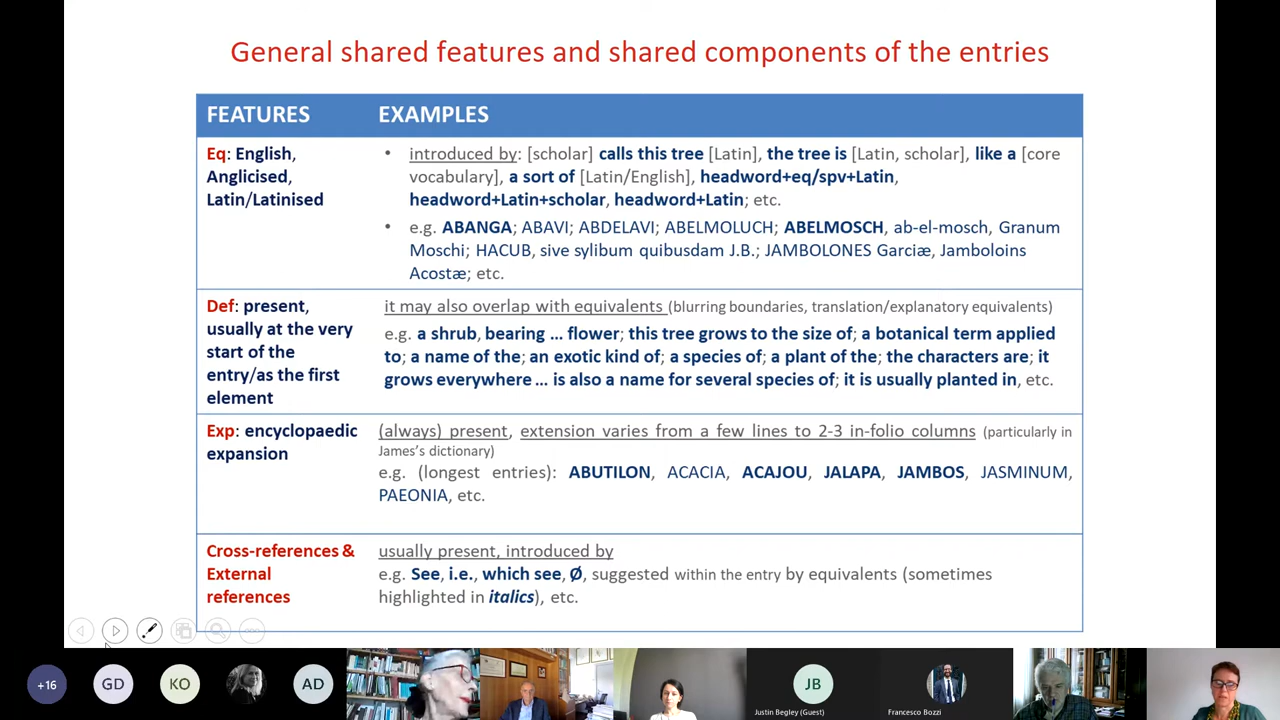 General shared features and shared components of the entries
FEATURES
EXAMPLES
Eq: English,
Anglicised,
Latin/Latinised
• introduced by: [scholar] calls this tree [Latin], the tree is [Latin, scholar], like a [core
vocabulary], a sort of [Latin/English], headword+eq/spv+Latin,
headword+Latin+scholar, headword+Latin; etc.
• e.g. ABANGA; ABAVI; ABDELAVI; ABELMOLUCH; ABELMOSCH, ab-el-mosch, Granum
Moschi; HACUB, sive sylibum quibusdam J.B.; JAMBOLONES Garciæ, Jamboloins
Acostæ; etc.
Def: present,
usually at the very
start of the
entry/as the first
element
it may also overlap with equivalents (blurring boundaries, translation/explanatory equivalents)
e.g. a shrub, bearing ... flower; this tree grows to the size of; a botanical term applied
to; a name of the; an exotic kind of; a species of; a plant of the; the characters are; it
grows everywhere ... is also a name for several species of; it is usually planted in, etc.
Exp: encyclopaedic
expansion
(always) present, extension varies from a few lines to 2-3 in-folio columns (particularly in
James's dictionary)
e.g. (longest entries): ABUTILON, ACACIA, ACAJOU, JALAPA, JAMBOS, JASMINUM,
PAEONIA, etc.
Cross-references &
External
references
usually present, introduced by
e.g. See, i.e., which see, Ø, suggested within the entry by equivalents (sometimes
highlighted in italics), etc.
+16
GD
KO
AD
JB
Justin Begley (Guest)
Francesco Bozzi